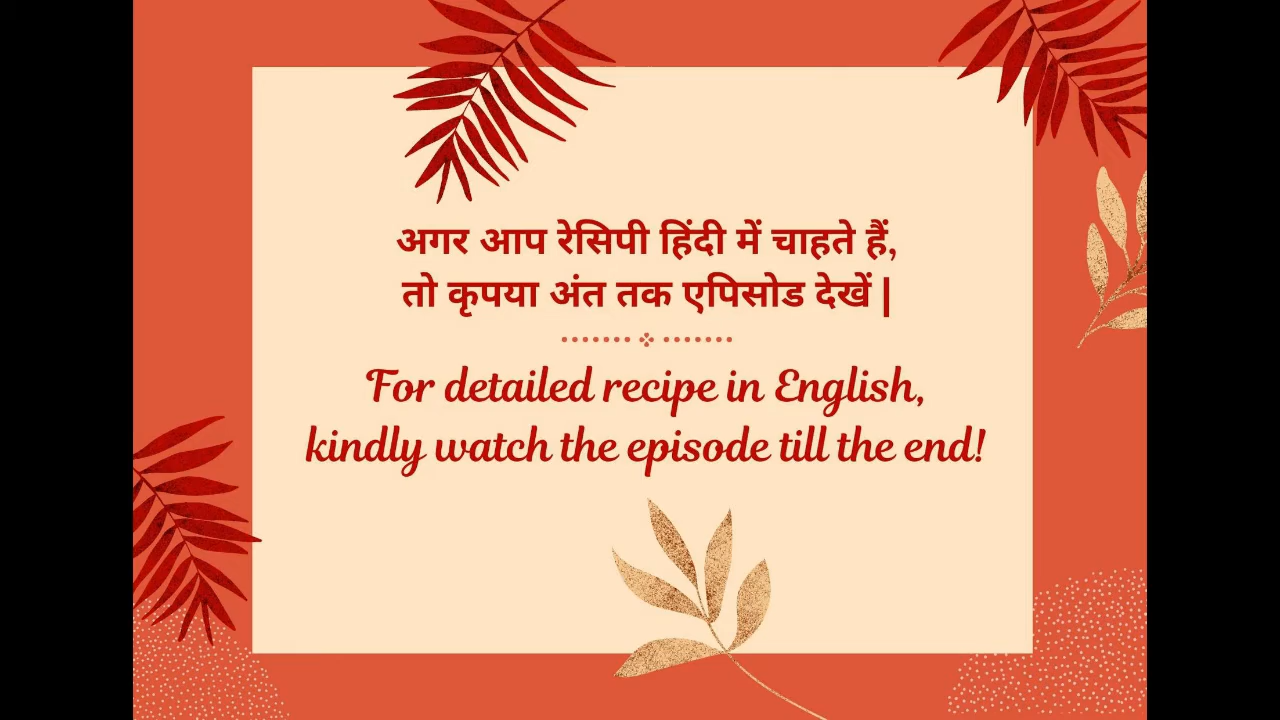 अगर आप रेसिपी हिंदी में चाहते हैं,
तो कृपया अंत तक एपिसोड देखें |
For detailed recipe in English,
kindly watch the episode till the end!